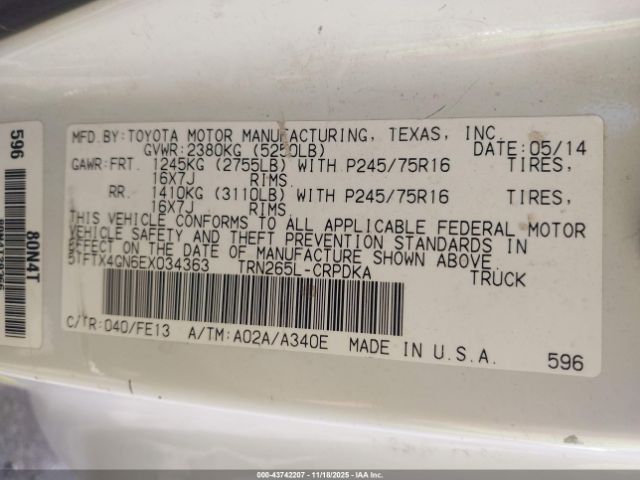 MFD.BY:TOYOTA MOTOR MANUFACTURING, TEXAS, INC.
GVWR:2380KG (5250LB) DATE:05/14
GAWR:FRT. 1245KG (2755LB) WITH P245/75R16 TIRES,
16X7J RIMS.
RR. 1410KG (3110LB) WITH P245/75R16 TIRES,
16X7J RIMS.
THIS VEHICLE CONFORMS TO ALL APPLICABLE FEDERAL MOTOR
VEHICLE SAFETY AND THEFT PREVENTION STANDARDS IN
EFFECT ON THE DATE OF MANUFACTURE SHOWN ABOVE.
5TFTX4GN6EX034363 TRN265L-CRPDKA TRUCK
C/TR:040/FE13 A/TM:A02A/A340E MADE IN U.S.A.
596
596
80N4T
000-43742207 - 11/18/2025 - IAA Inc.